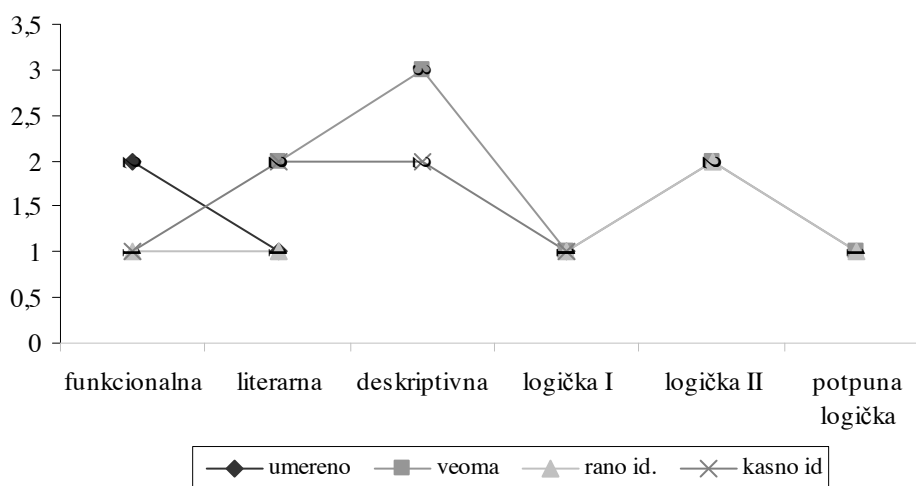 3,5
3
2,5
2
1,5
1
0,5
0
funkcionalna literarna deskriptivna logička I logička II potpuna
logička
umereno veoma rano id. kasno id